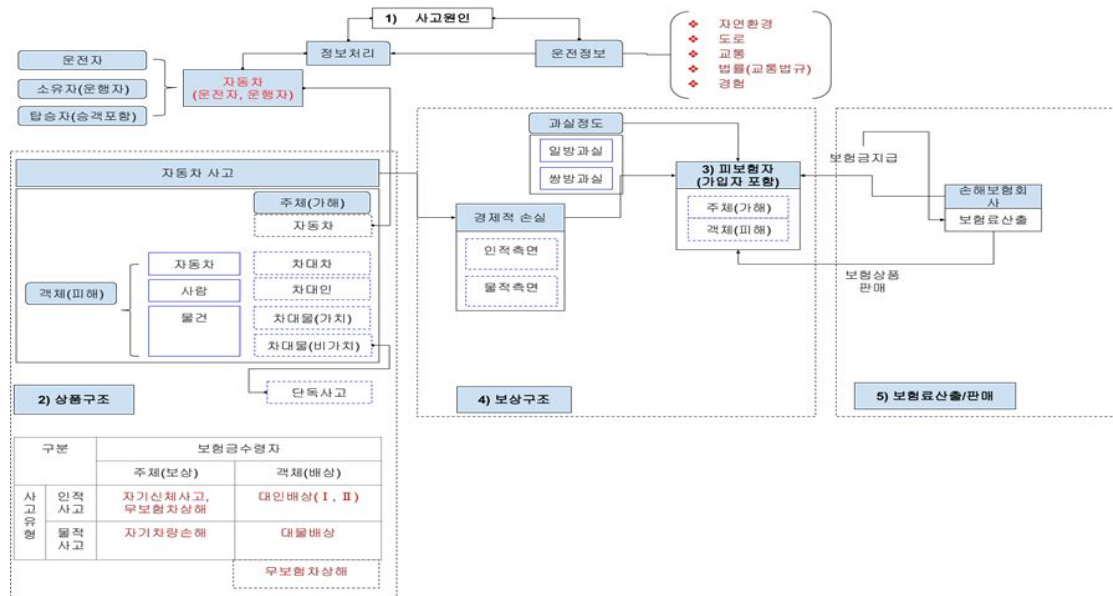 1) 사고원인
정보처리
운전정보
❖ 자연환경
❖ 도로
❖ 교통
❖ 법률(교통법규)
❖ 경험
운전자
소유자(운행자)
탑승자(승객포함)
자동차
(운전자, 운행자)
자동차 사고
주체(가해)
자동차
객체(피해)
자동차
사람
물건
차대차
차대인
차대물(가치)
차대물(비가치)
단독사고
2) 상품구조
구분
보험금수령자
주체(보상)
객체(배상)
사고유형
인적
사고
자기신체사고,
무보험차상해
대인배상(Ⅰ, Ⅱ)
물적
사고
자기차량손해
대물배상
무보험차상해
과실정도
일방과실
쌍방과실
경제적 손실
인적측면
물적측면
3) 피보험자
(가입자 포함)
주체(가해)
객체(피해)
4) 보상구조
보험금지급
손해보험회
사
보험료산출
보험상품
판매
5) 보험료산출/판매